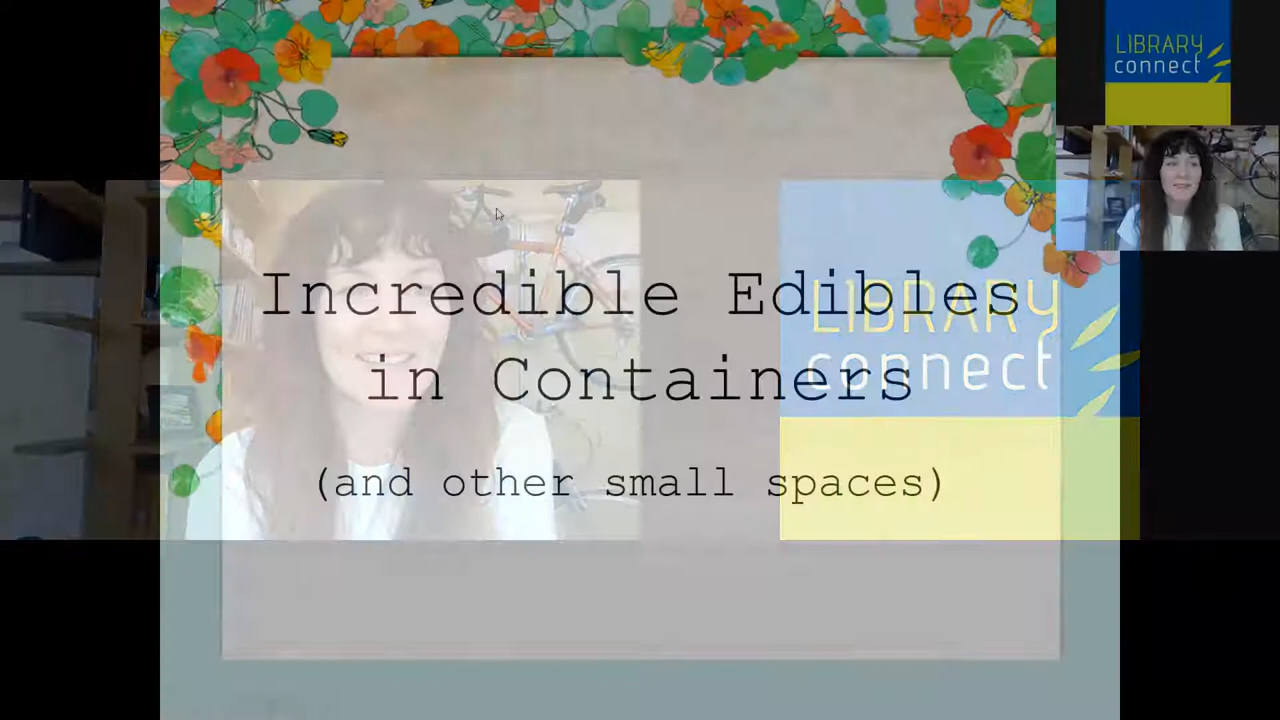 LIBRARY
connect
Incredible Edibles
in Containers
(and other small spaces)
LIBRARY
connect